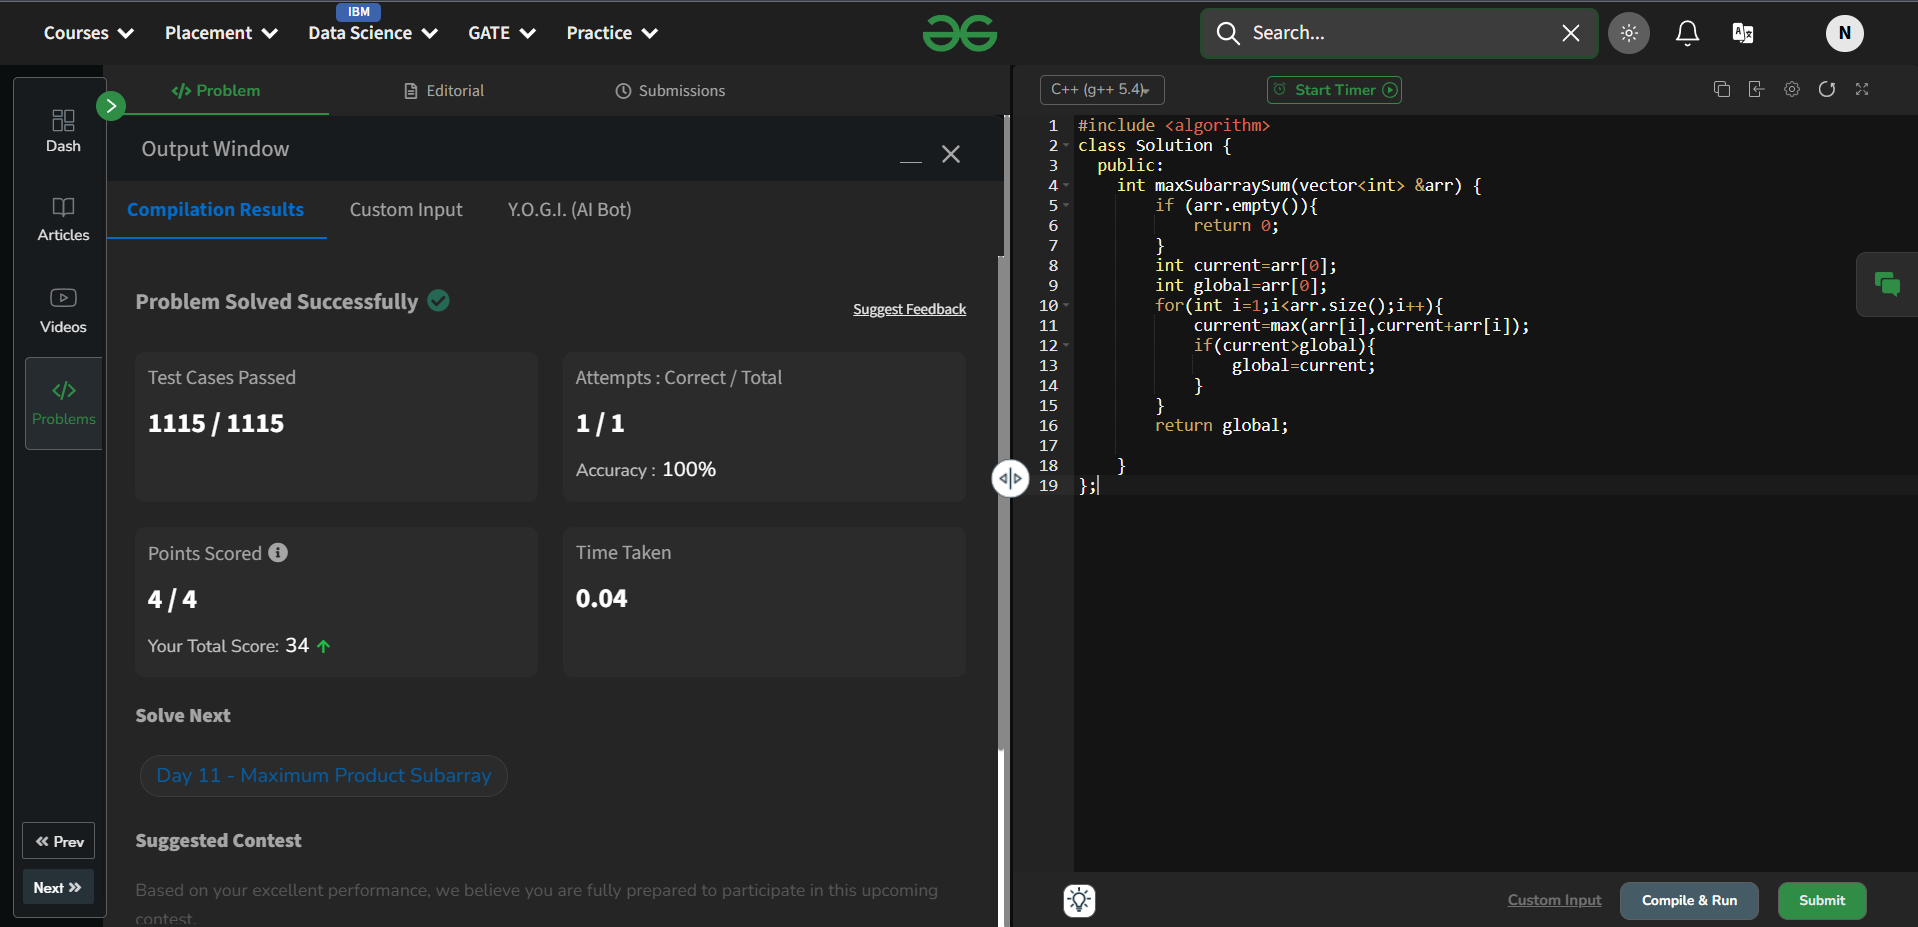 IBM
Courses Placement Data Science GATE Practice Search... N
Problem Editorial Submissions C++ (g++ 5.4) Start Timer
Dash
Articles
Videos
Problems
Prev
Next
Output Window
Compilation Results Custom Input Y.O.G.I. (AI Bot)
Problem Solved Successfully
Suggest Feedback
Test Cases Passed
1115 / 1115
Attempts : Correct / Total
1 / 1
Accuracy : 100%
Points Scored
4 / 4
Your Total Score: 34
Time Taken
0.04
Solve Next
Day 11 - Maximum Product Subarray
Suggested Contest
Based on your excellent performance, we believe you are fully prepared to participate in this upcoming
contest.
1 #include <algorithm>
2 class Solution {
3   public:
4     int maxSubarraySum(vector<int> &arr) {
5         if (arr.empty()){
6             return 0;
7         }
8         int current=arr[0];
9         int global=arr[0];
10         for(int i=1;i<arr.size();i++){
11             current=max(arr[i],current+arr[i]);
12             if(current>global){
13                 global=current;
14             }
15         }
16         return global;
17
18     }
19 };
Custom Input Compile & Run Submit